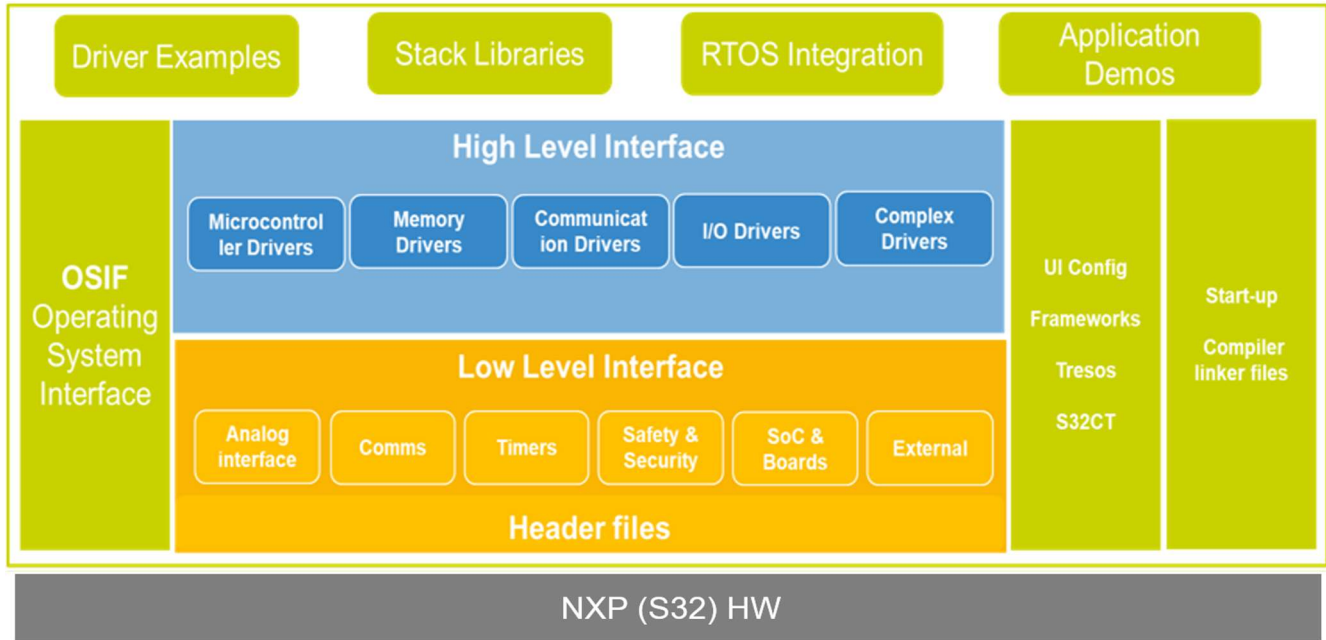 Driver Examples
Stack Libraries
RTOS Integration
Application
Demos
OSIF
Operating
System
Interface
High Level Interface
Microcontrol
ler Drivers
Memory
Drivers
Communicat
ion Drivers
I/O Drivers
Complex
Drivers
Low Level Interface
Analog
interface
Comms
Timers
Safety &
Security
SoC &
Boards
External
Header files
UI Config
Frameworks
Tresos
S32CT
Start-up
Compiler
linker files
NXP (S32) HW